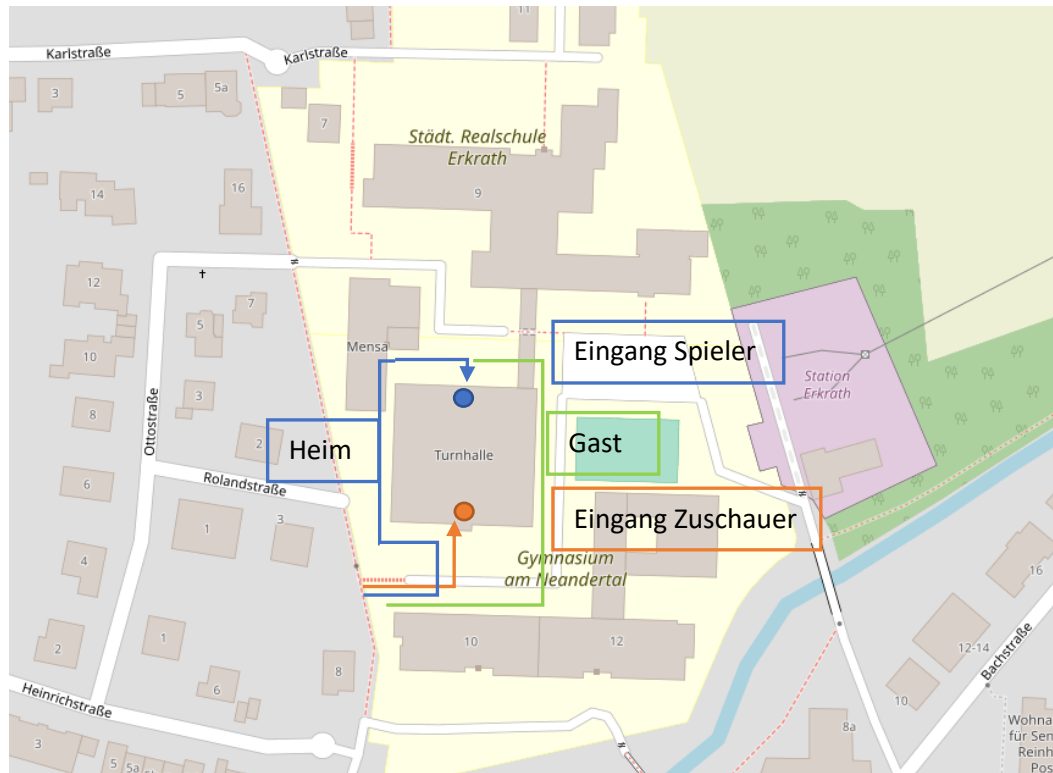 11
Karlstraße
Karlstraße
3
5
5a
7
Städt. Realschule
Erkrath
9
14
16
12
7
5
Mensa
Eingang Spieler
Station
Erkrath
10
3
8
Ottostraße
2
Heim
Turnhalle
Gast
6
Rolandstraße
Eingang Zuschauer
1
3
4
Gymnasium
am Neandertal
16
2
1
10
12
12-14
Bachstraße
8
6
10
Heinrichstraße
3
5
5a
8a
Wohna
für Sen
Reinh
Pos